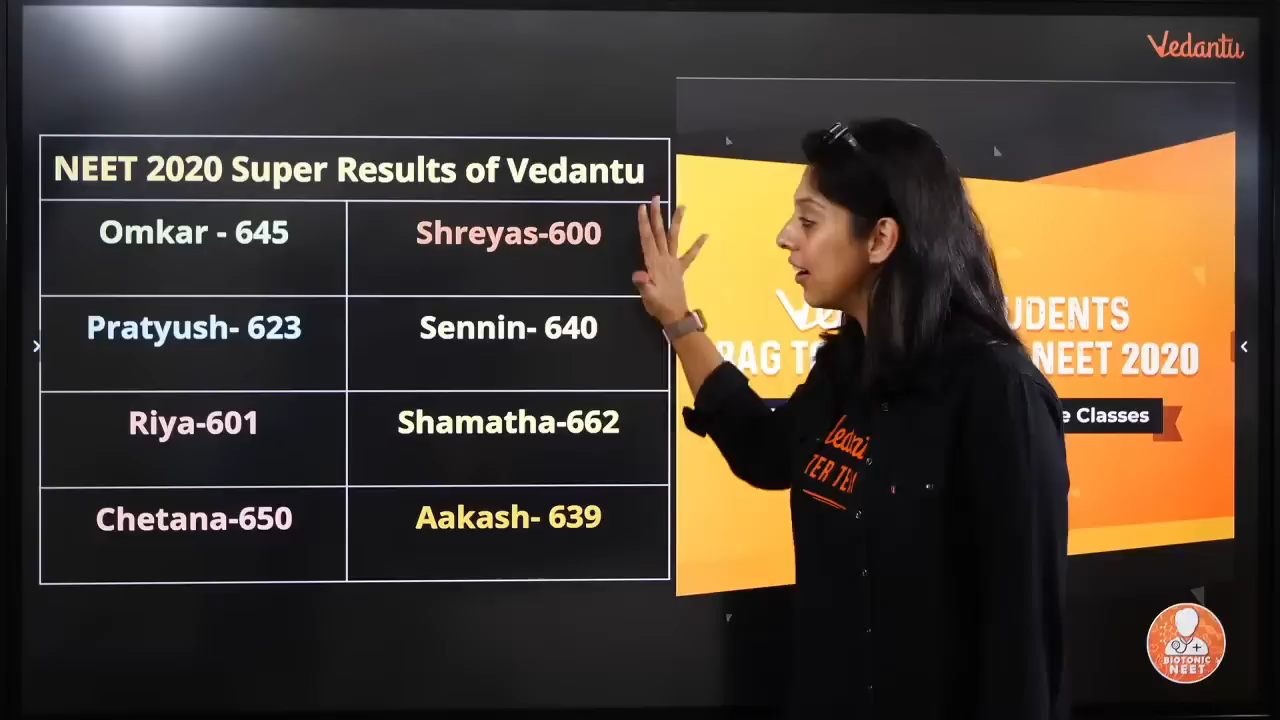 Vedantu
NEET 2020 Super Results of Vedantu
Omkar - 645
Shreyas-600
Pratyush- 623
Sennin- 640
Riya-601
Shamatha-662
Chetana-650
Aakash- 639
NEET 2020
Classes
BIOTONIC
NEET